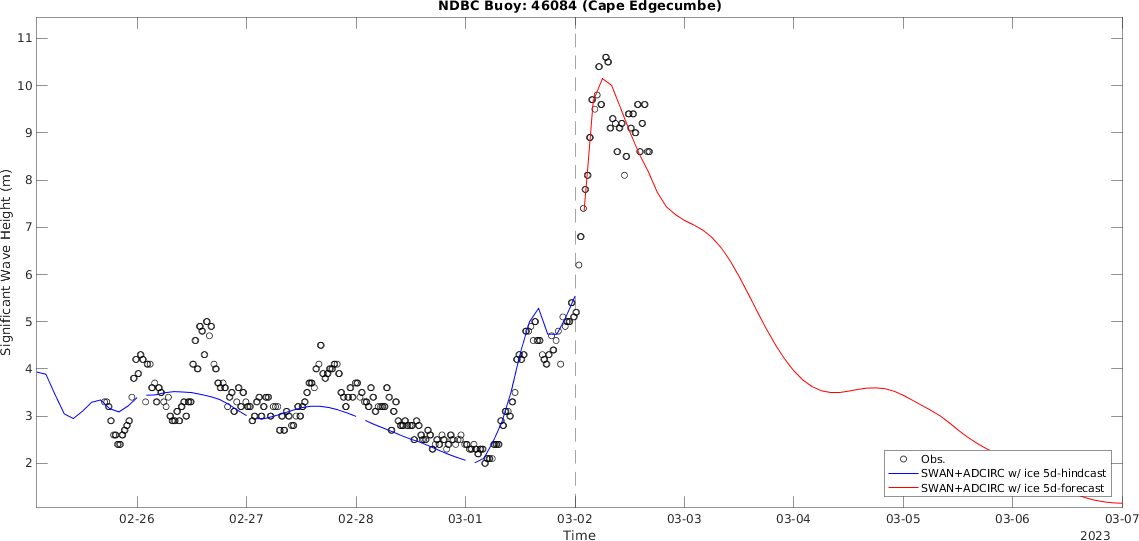 NDBC Buoy: 46084 (Cape Edgecumbe)
11
10
9
8
7
6
5
4
3
2
Significant Wave Height (m)
Obs.
SWAN+ADCIRC w/ ice 5d-hindcast
SWAN+ADCIRC w/ ice 5d-forecast
02-26 02-27 02-28 03-01 03-02 03-03 03-04 03-05 03-06 03-07
Time
2023